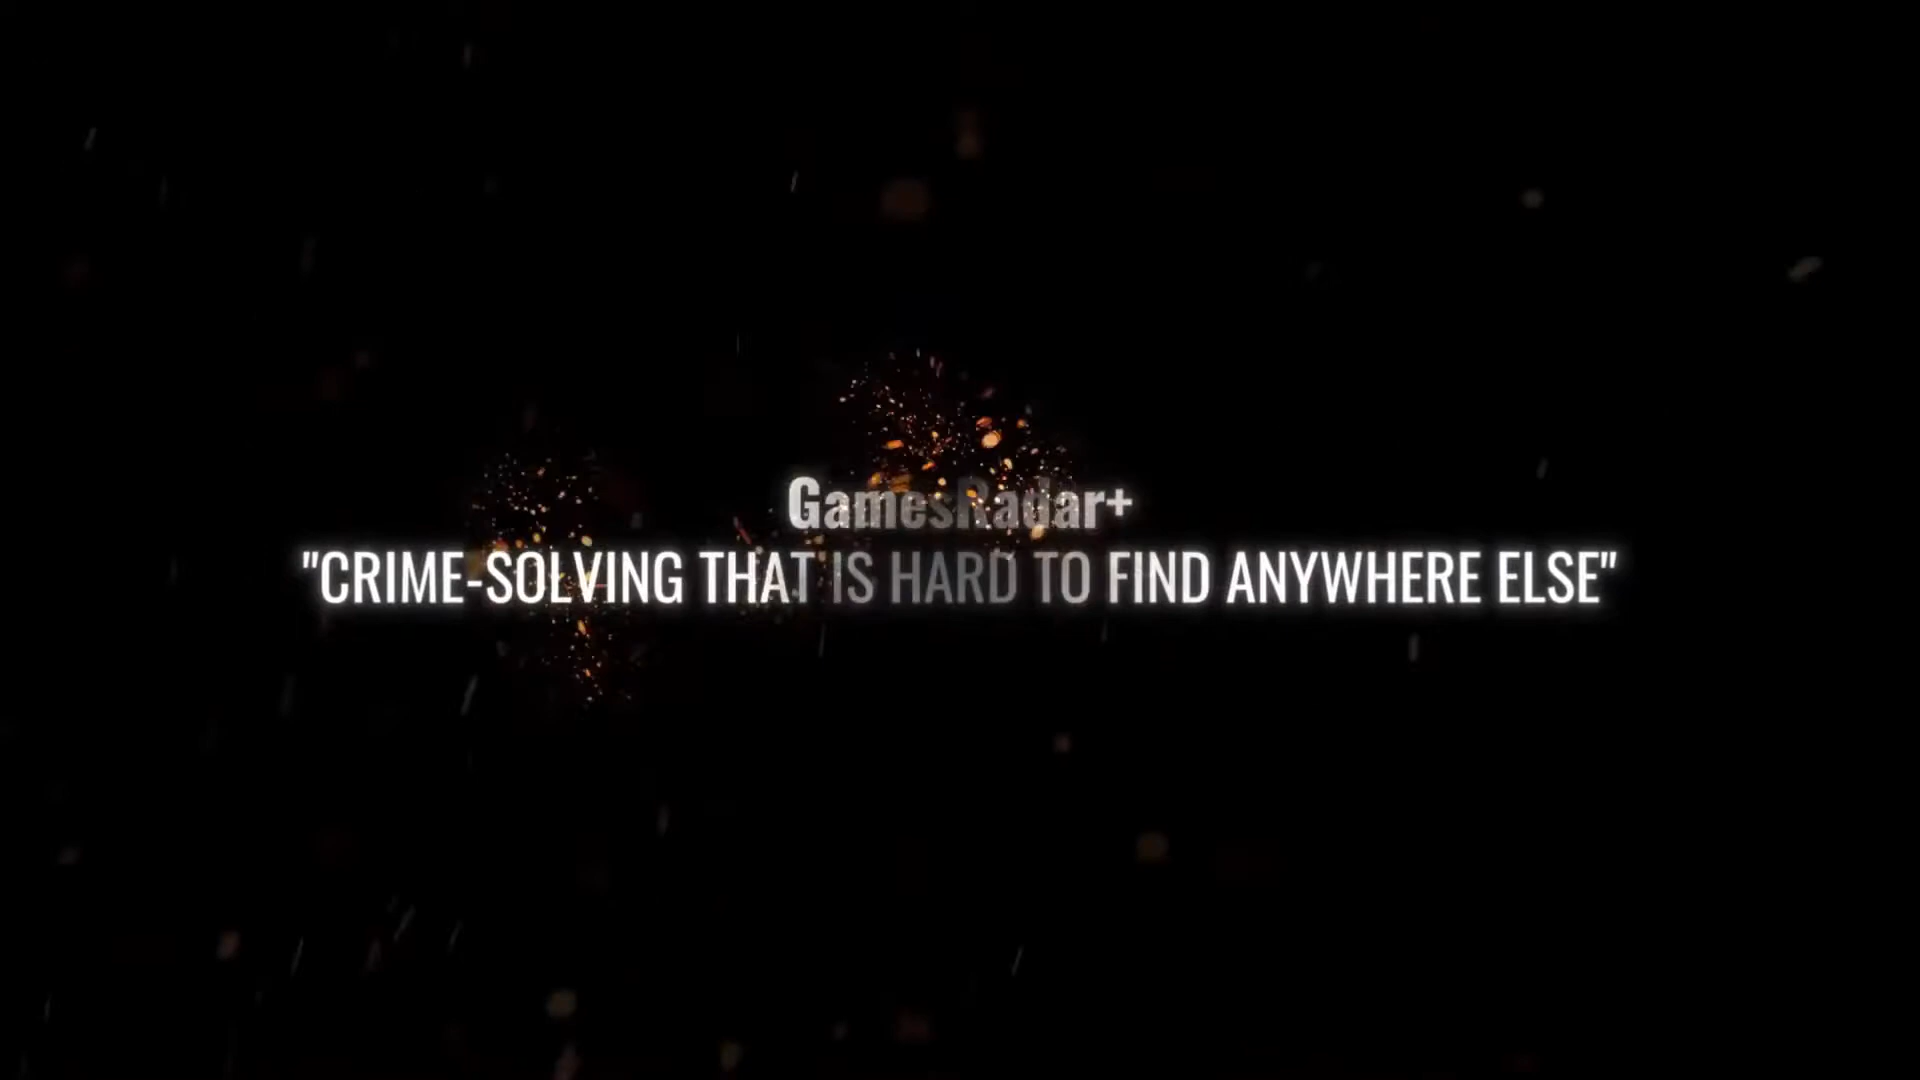 GamesRadar+
"CRIME-SOLVING THAT IS HARD TO FIND ANYWHERE ELSE"